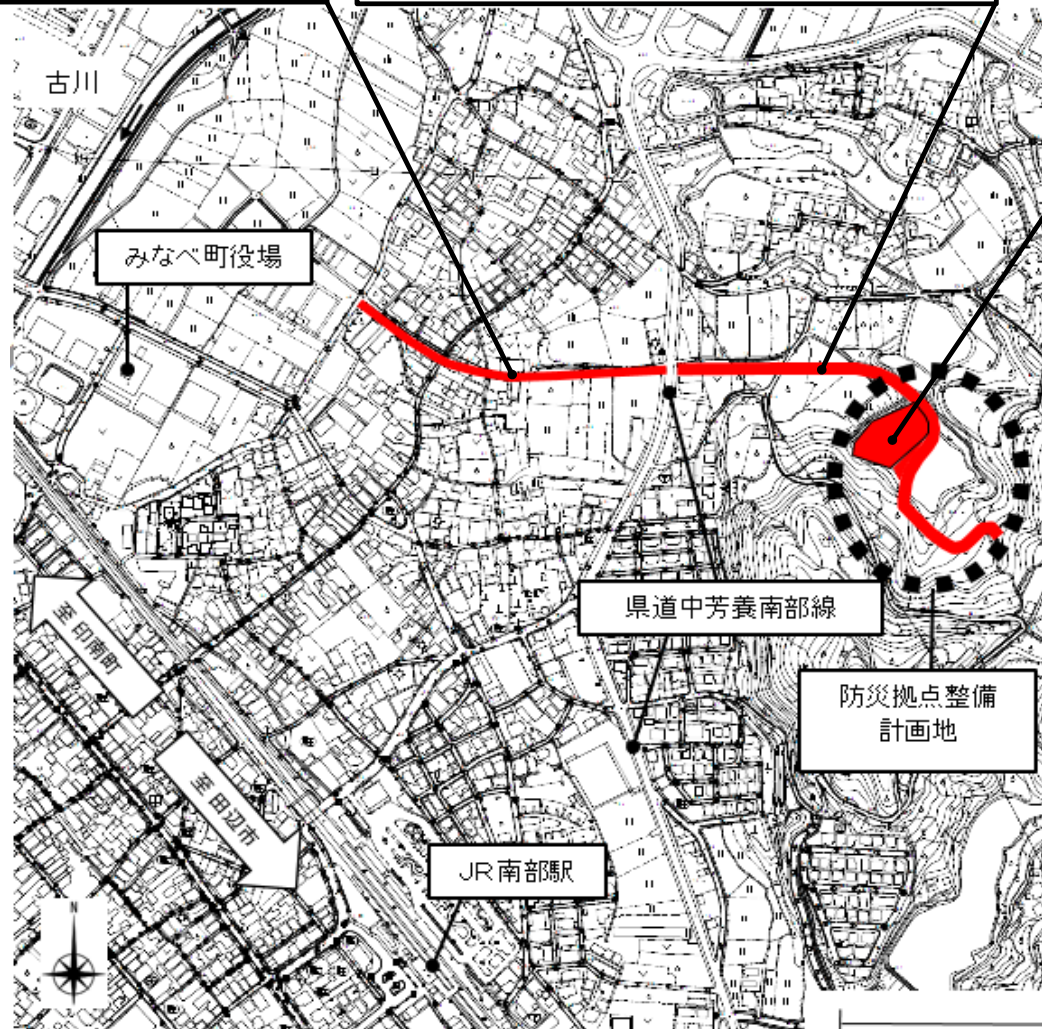 古川
みなべ町役場
県道中芳養南部線
防災拠点整備
計画地
至 印南町
至 田辺市
JR南部駅
N